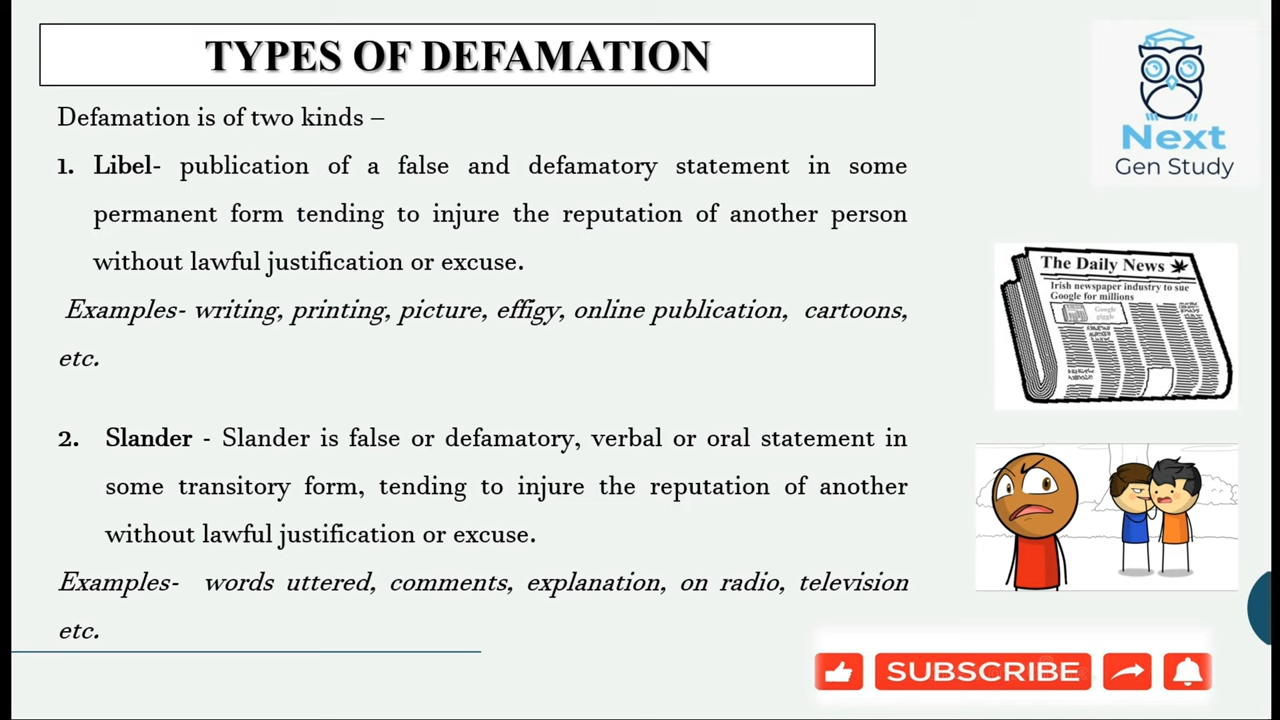 TYPES OF DEFAMATION
Next
Gen Study
Defamation is of two kinds –
1. Libel- publication of a false and defamatory statement in some
permanent form tending to injure the reputation of another person
without lawful justification or excuse.
Examples- writing, printing, picture, effigy, online publication, cartoons,
etc.
The Daily News
Irish newspaper industry to sue
Google for millions
Google
giggle
2. Slander - Slander is false or defamatory, verbal or oral statement in
some transitory form, tending to injure the reputation of another
without lawful justification or excuse.
Examples- words uttered, comments, explanation, on radio, television
etc.
SUBSCRIBE